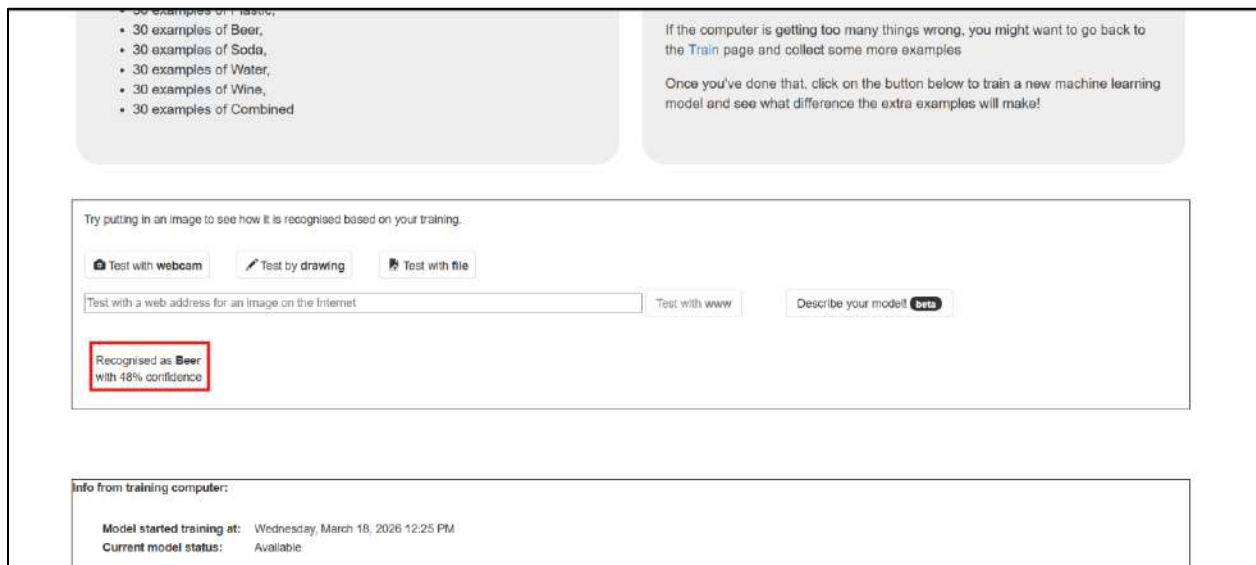 30 examples of Plastic,
30 examples of Beer,
30 examples of Soda,
30 examples of Water,
30 examples of Wine,
30 examples of Combined
If the computer is getting too many things wrong, you might want to go back to
the Train page and collect some more examples
Once you've done that, click on the button below to train a new machine learning
model and see what difference the extra examples will make!
Try putting in an image to see how it is recognised based on your training.
Test with webcam
Test by drawing
Test with file
Test with a web address for an image on the Internet
Test with www
Describe your model! beta
Recognised as Beer
with 48% confidence
Info from training computer:
Model started training at: Wednesday, March 18, 2026 12:25 PM
Current model status: Available